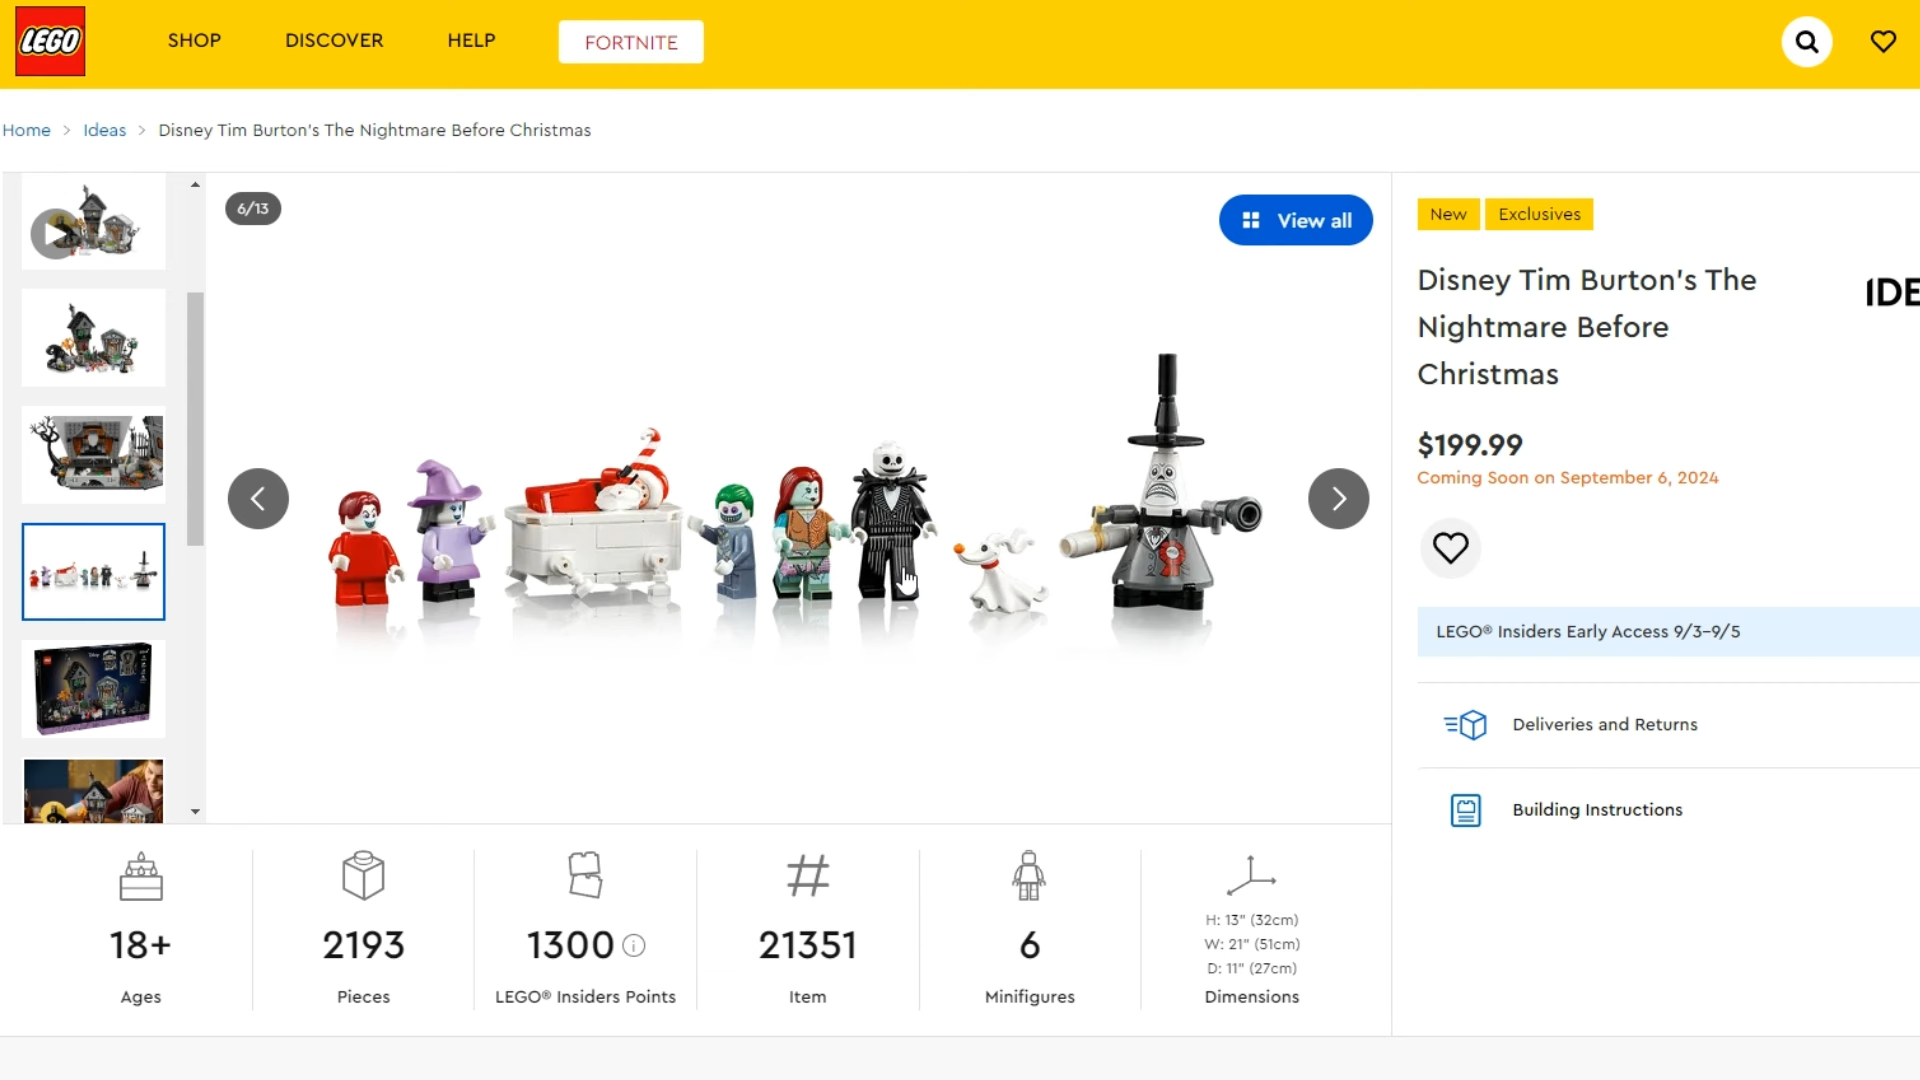 LEGO
SHOP
DISCOVER
HELP
FORTNITE
Home > Ideas > Disney Tim Burton's The Nightmare Before Christmas
6/13
View all
New
Exclusives
Disney Tim Burton's The
Nightmare Before
Christmas
IDE
$199.99
Coming Soon on September 6, 2024
LEGO® Insiders Early Access 9/3-9/5
Deliveries and Returns
Building Instructions
18+
Ages
2193
Pieces
1300
LEGO® Insiders Points
#
21351
Item
6
Minifigures
H: 13" (32cm)
W: 21" (51cm)
D: 11" (27cm)
Dimensions